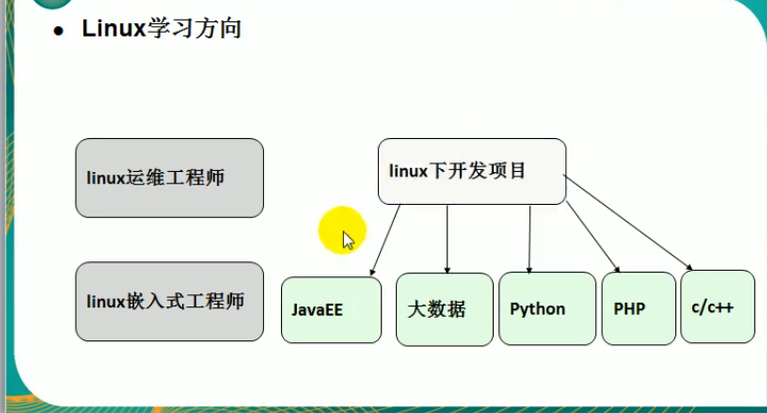 ● Linux学习方向
linux运维工程师
linux下开发项目
linux嵌入式工程师
JavaEE
大数据
Python
PHP
c/c++